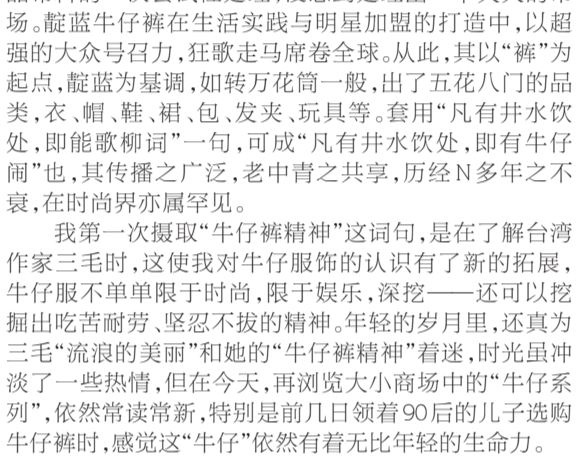 场。靛蓝牛仔裤在生活实践与明星加盟的打造中,以超
强的大众号召力,狂歌走马席卷全球。从此,其以“裤”为
起点,靛蓝为基调,如转万花筒一般,出了五花八门的品
类,衣、帽、鞋、裙、包、发夹、玩具等。套用“凡有井水饮
处,即能歌柳词”一句,可成“凡有井水饮处,即有牛仔
闹”也,其传播之广泛,老中青之共享,历经N多年之不
衰,在时尚界亦属罕见。
我第一次摄取“牛仔裤精神”这词句,是在了解台湾
作家三毛时,这使我对牛仔服饰的认识有了新的拓展,
牛仔服不单单限于时尚,限于娱乐,深挖——还可以挖
掘出吃苦耐劳、坚忍不拔的精神。年轻的岁月里,还真为
三毛“流浪的美丽”和她的“牛仔裤精神”着迷,时光虽冲
淡了一些热情,但在今天,再浏览大小商场中的“牛仔系
列”,依然常读常新,特别是前几日领着90后的儿子选购
牛仔裤时,感觉这“牛仔”依然有着无比年轻的生命力。